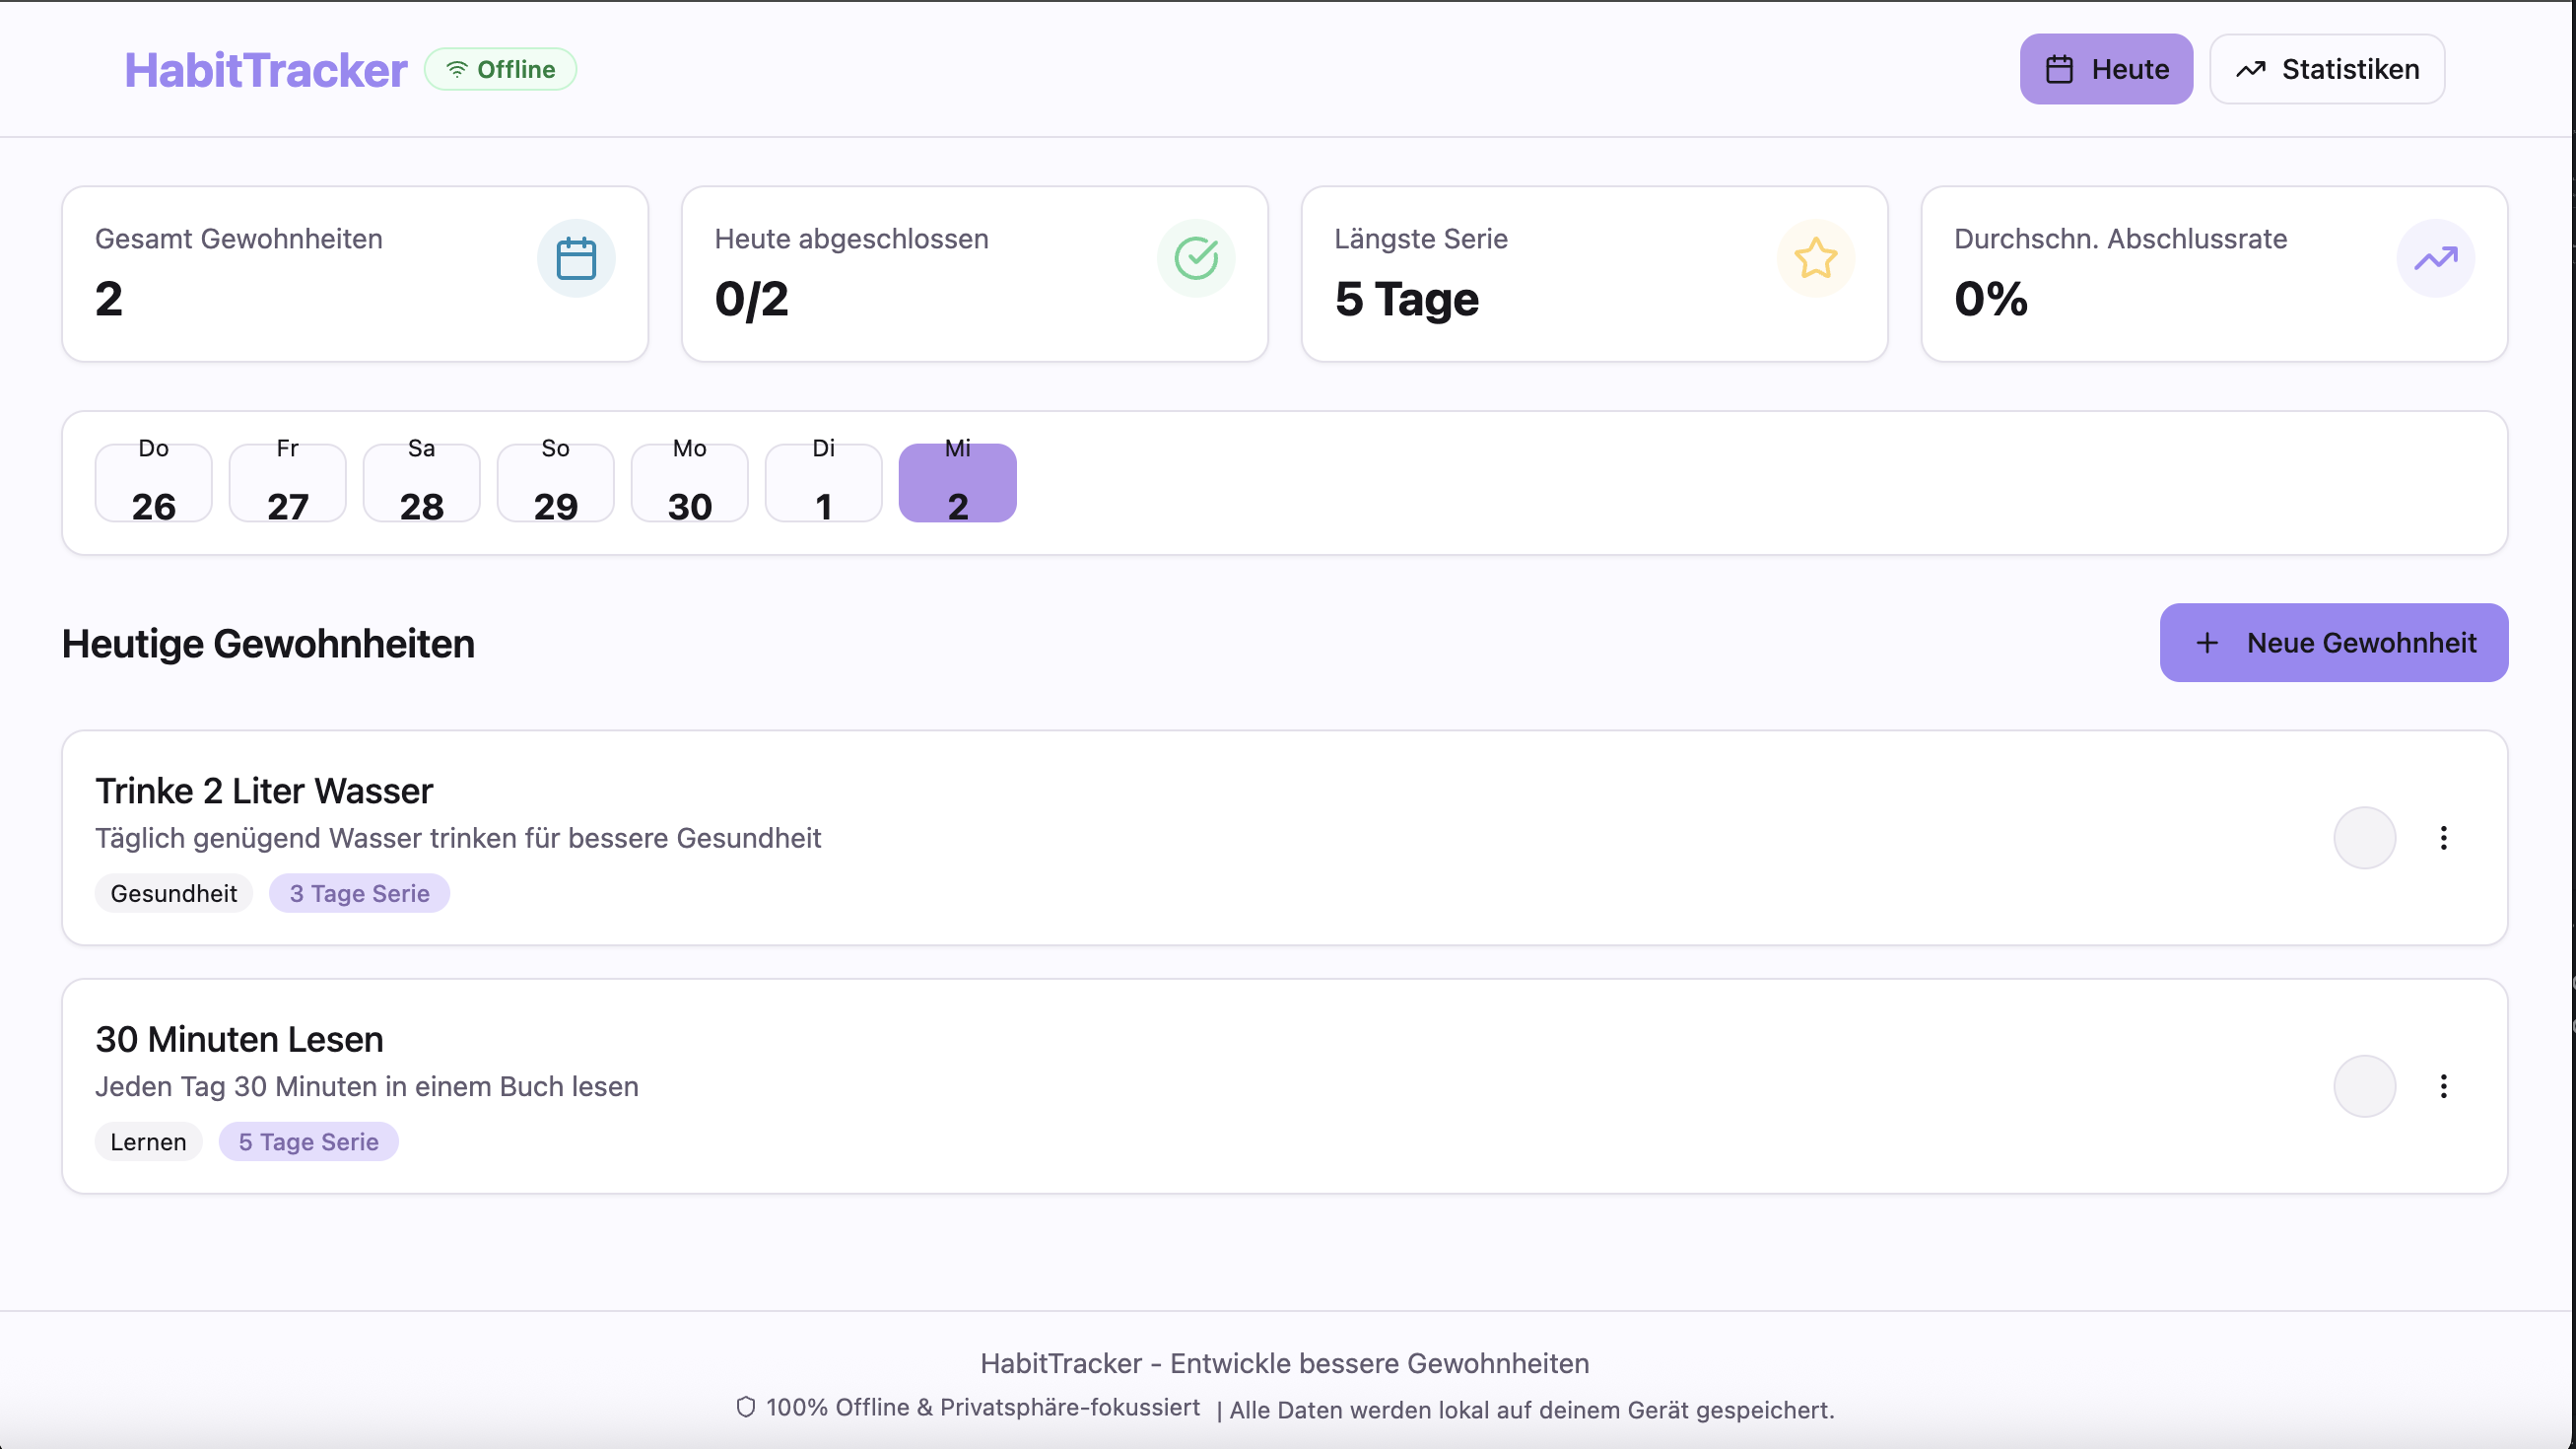 HabitTracker Offline Heute Statistiken
Gesamt Gewohnheiten
2
Heute abgeschlossen
0/2
Längste Serie
5 Tage
Durchschn. Abschlussrate
0%
Do Fr Sa So Mo Di Mi
26 27 28 29 30 1 2
Heutige Gewohnheiten + Neue Gewohnheit
Trinke 2 Liter Wasser
Täglich genügend Wasser trinken für bessere Gesundheit
Gesundheit 3 Tage Serie
30 Minuten Lesen
Jeden Tag 30 Minuten in einem Buch lesen
Lernen 5 Tage Serie
HabitTracker - Entwickle bessere Gewohnheiten
100% Offline & Privatsphäre-fokussiert | Alle Daten werden lokal auf deinem Gerät gespeichert.